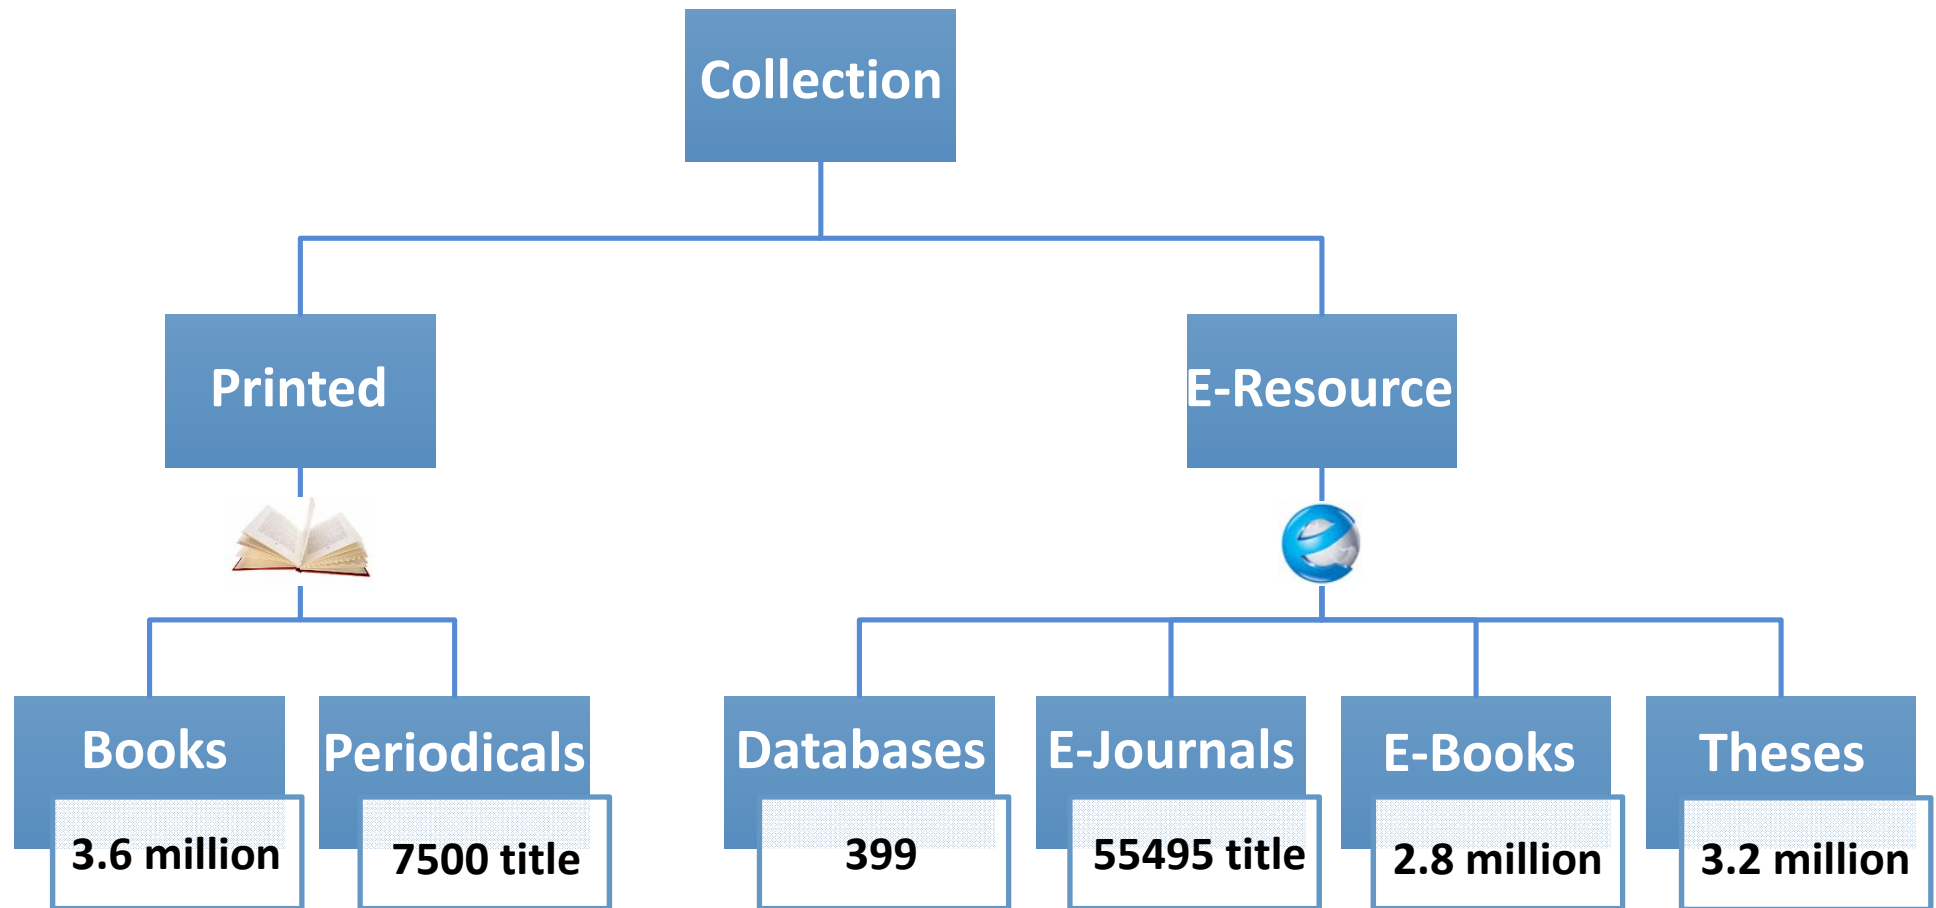 Collection
Printed
E-Resource
Books
Periodicals
Databases
E-Journals
E-Books
Theses
3.6 million
7500 title
399
55495 title
2.8 million
3.2 million